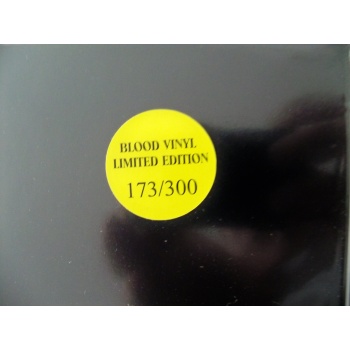 BLOOD VINYL
LIMITED EDITION
173/300